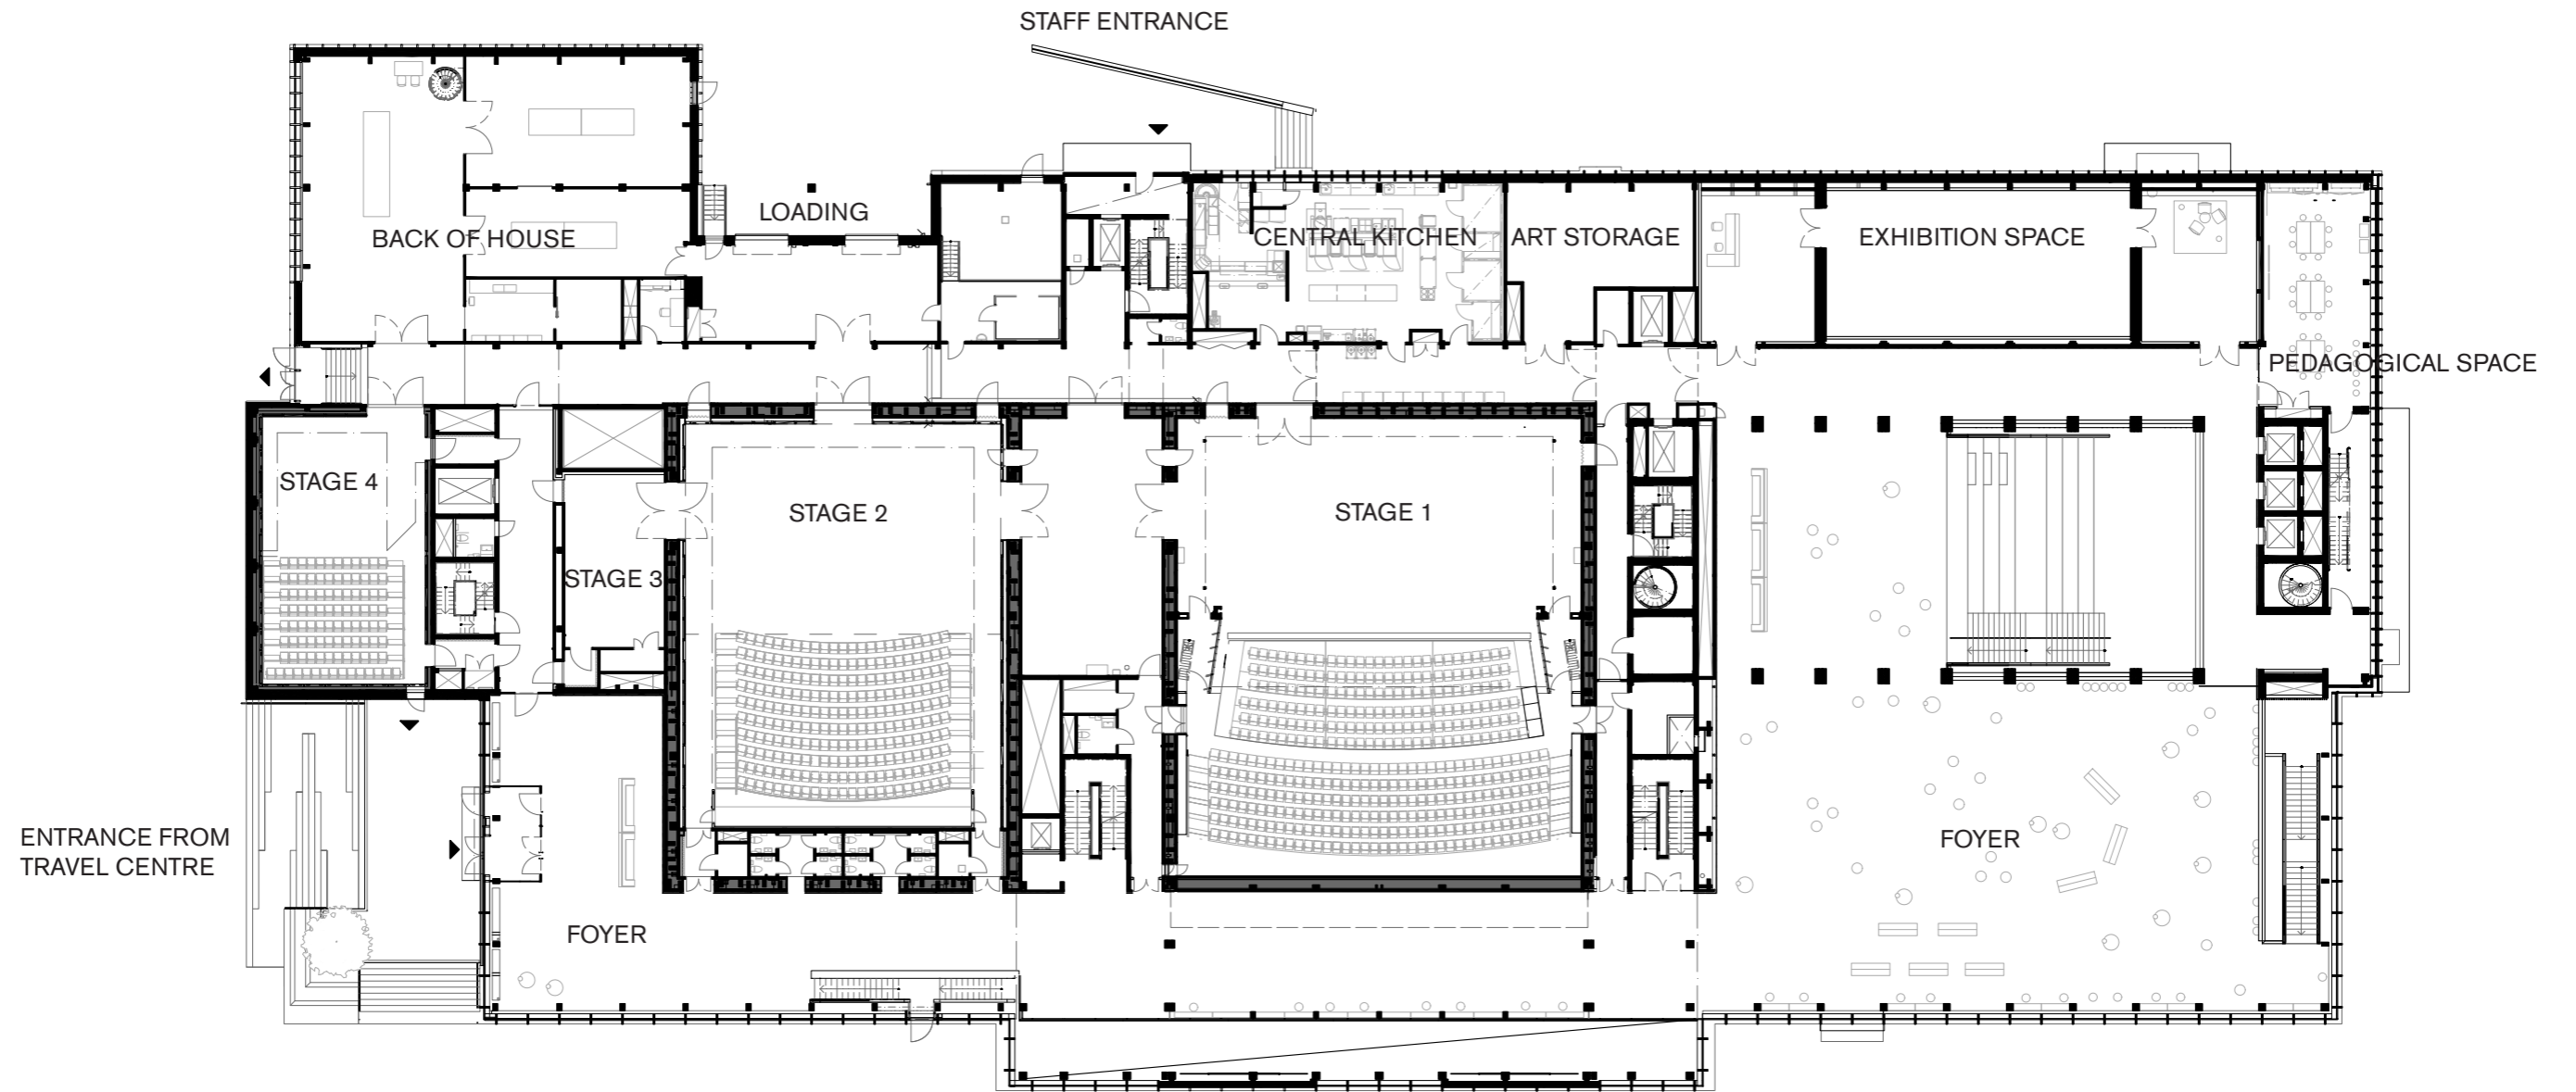 STAFF ENTRANCE
LOADING
BACK OF HOUSE
CENTRAL KITCHEN
ART STORAGE
EXHIBITION SPACE
PEDAGOGICAL SPACE
STAGE 4
STAGE 2
STAGE 1
STAGE 3
ENTRANCE FROM
TRAVEL CENTRE
FOYER
FOYER